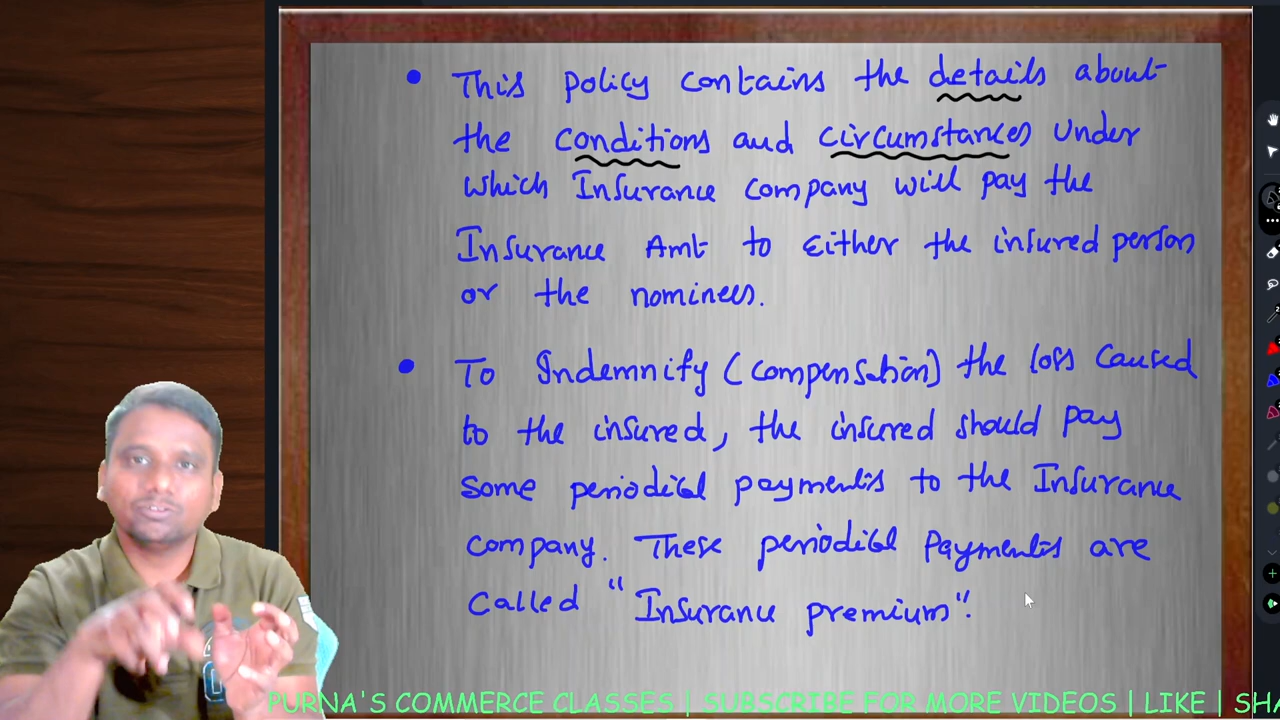 • This policy contains the details about
the conditions and circumstances under
which Insurance company will pay the
Insurance Amt to Either the insured person
or the nominees.
• To Indemnify (compensation) the loss caused
to the insured, the insured should pay
some periodical payments to the Insurance
company. These periodical Payments are
called "Insurance premium".
PURNA'S COMMERCE CLASSES | SUBSCRIBE FOR MORE VIDEOS | LIKE | SHA